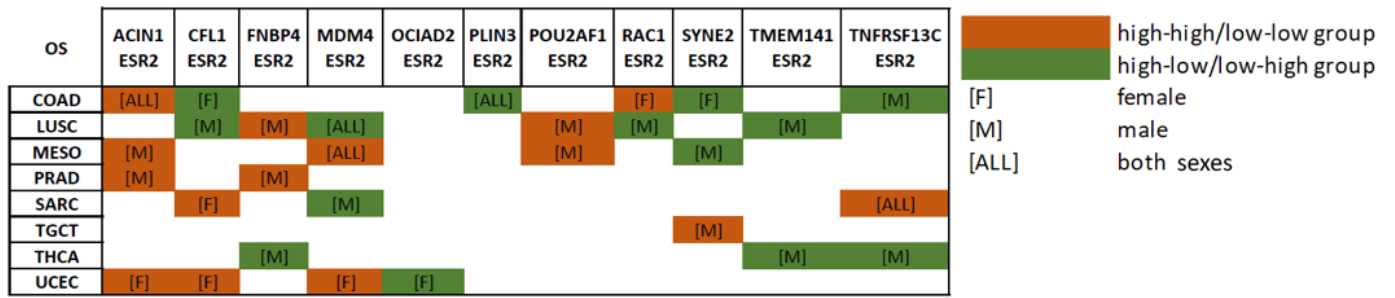 OS ACIN1 ESR2 CFL1 ESR2 FNBP4 ESR2 MDM4 ESR2 OCIAD2 ESR2 PLIN3 ESR2 POU2AF1 ESR2 RAC1 ESR2 SYNE2 ESR2 TMEM141 ESR2 TNFRSF13C ESR2
COAD [ALL] [F] [ALL] [F] [F] [M]
LUSC [M] [M] [ALL] [M] [M] [M]
MESO [M] [ALL] [M] [M]
PRAD [M] [M]
SARC [F] [M] [ALL]
TGCT [M]
THCA [M] [M] [M]
UCEC [F] [F] [F] [F]
high-high/low-low group
high-low/low-high group
[F] female
[M] male
[ALL] both sexes